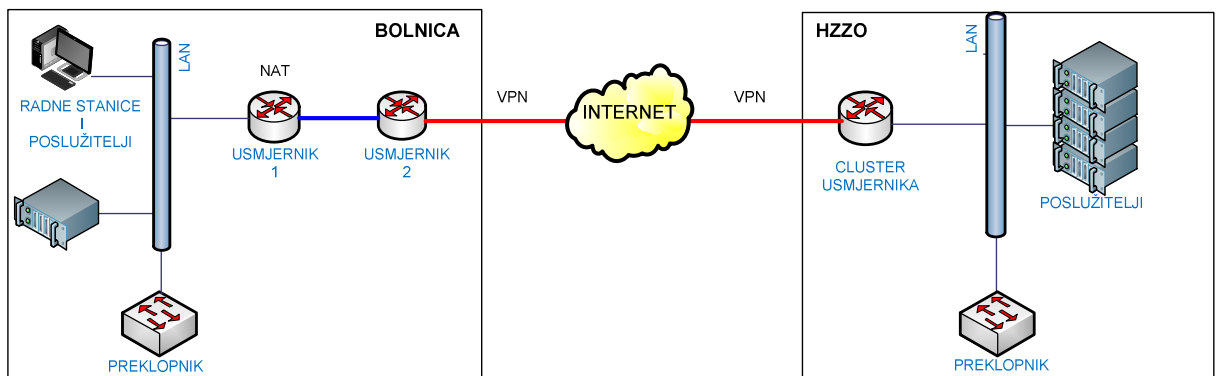 BOLNICA
LAN
RADNE STANICE
I
POSLUŽITELJI
NAT
USMJERNIK
1
USMJERNIK
2
PREKLOPNIK
VPN
INTERNET
VPN
HZZO
LAN
CLUSTER
USMJERNIKA
POSLUŽITELJI
PREKLOPNIK